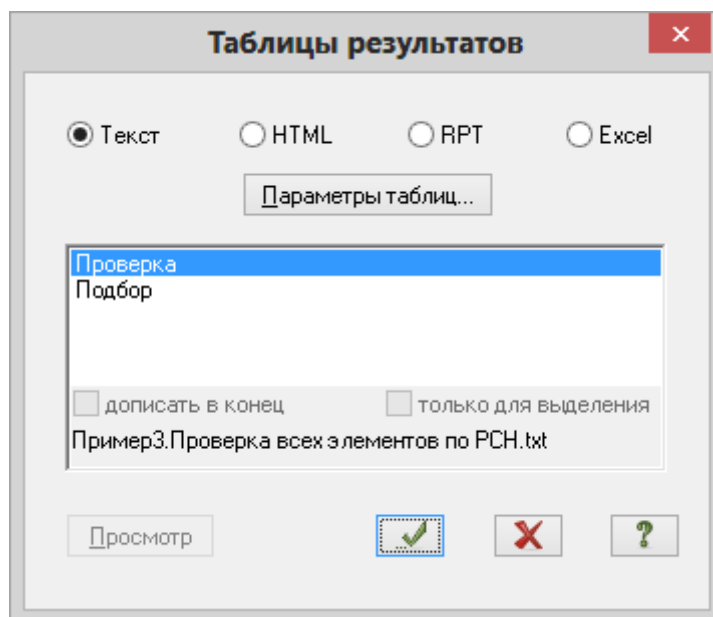 Таблицы результатов
Текст HTML RPT Excel
Параметры таблиц...
Проверка
Подбор
дописать в конец только для выделения
Пример3.Проверка всех элементов по РСН.txt
Просмотр